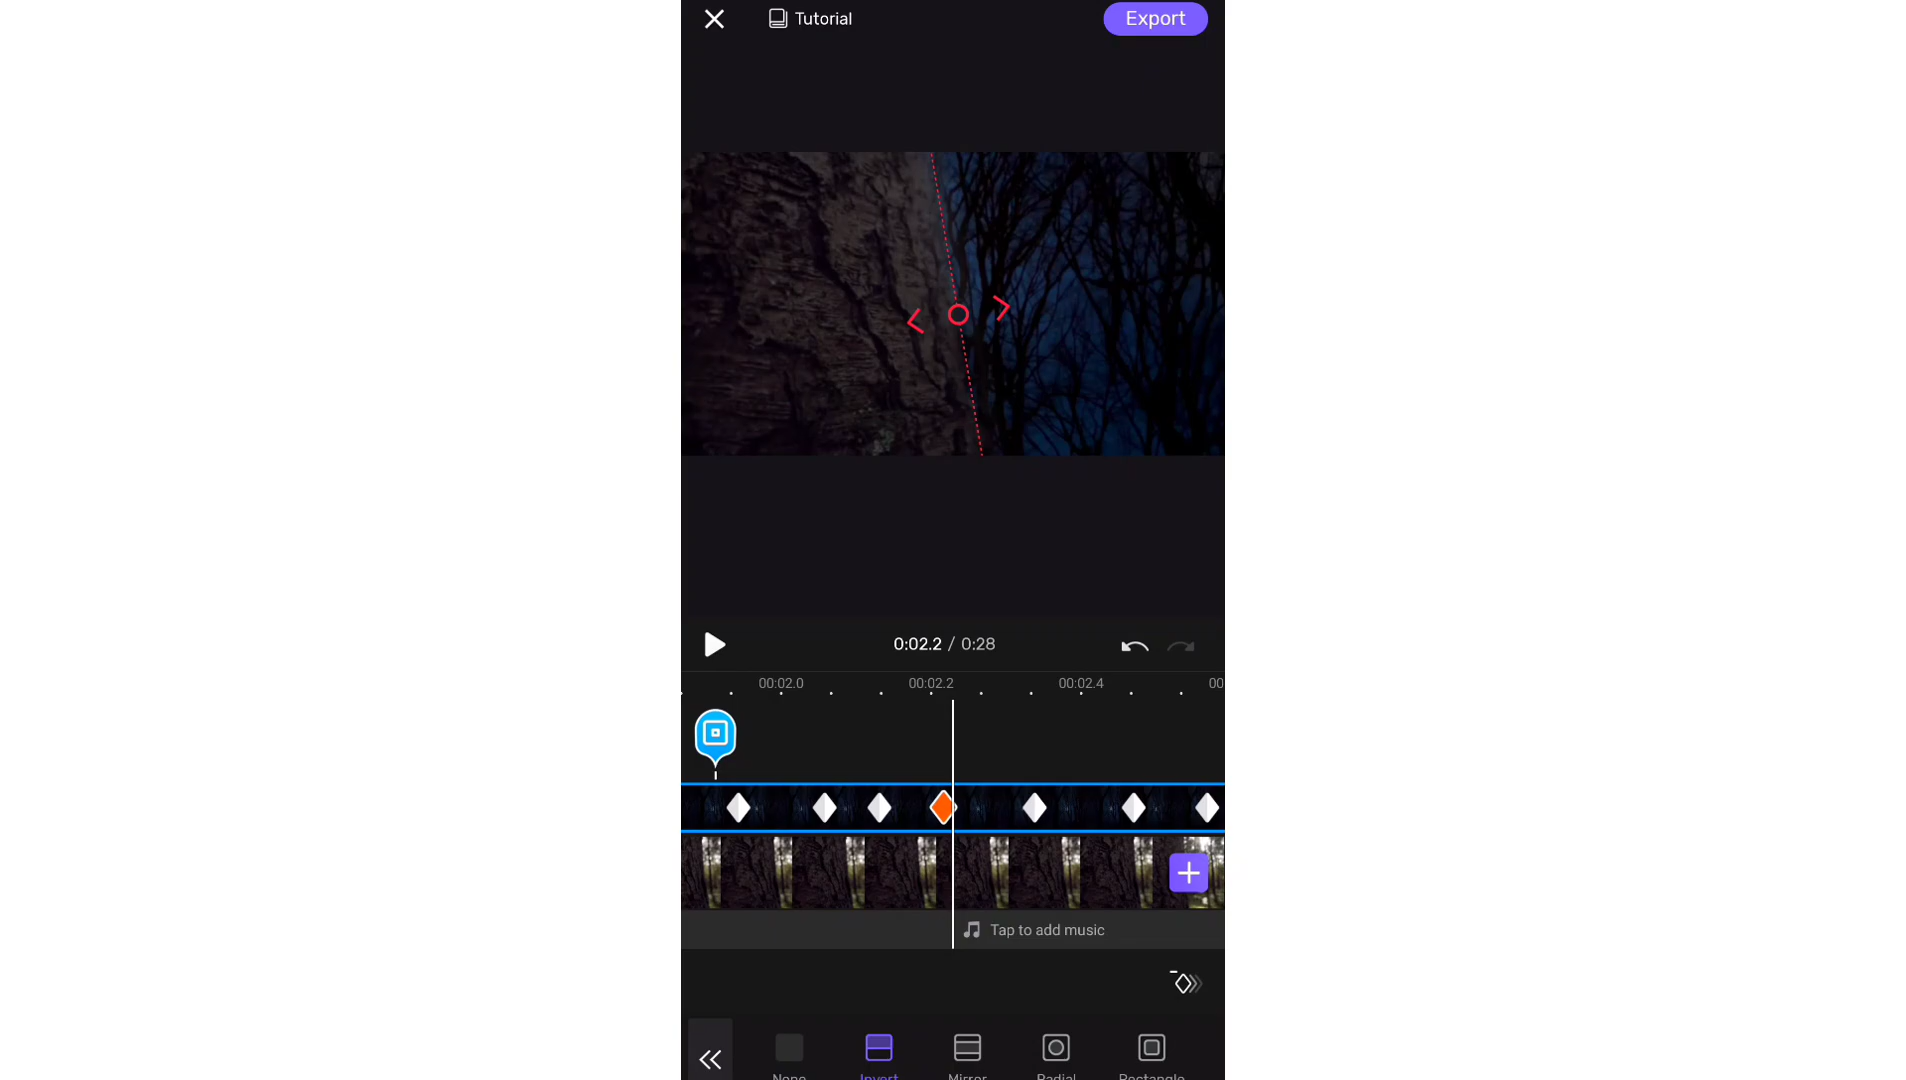 Tutorial
Export
0:02.2 / 0:28
00:02.0
00:02.2
00:02.4
00
Tap to add music
None
Invert
Mirror
Radial
Rectangle